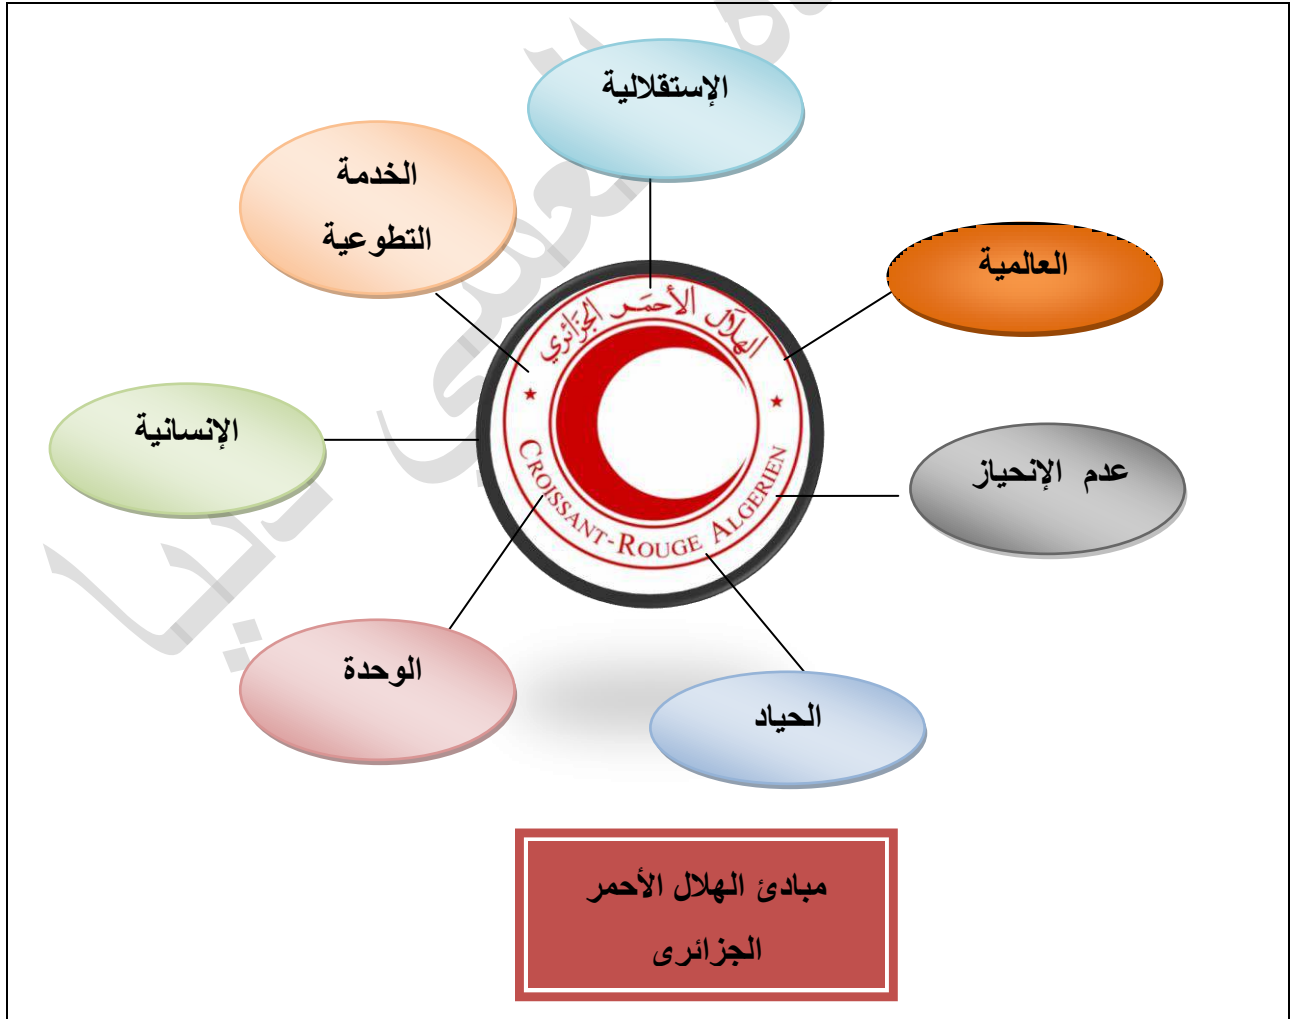 الإستقلالية
الخدمة
التطوعية
العالمية
الهلال الأحمر الجزائري
الإنسانية
عدم الإنحياز
CROISSANT-ROUGE ALGERIEN
الوحدة
الحياد
مبادئ الهلال الأحمر
الجزائرى